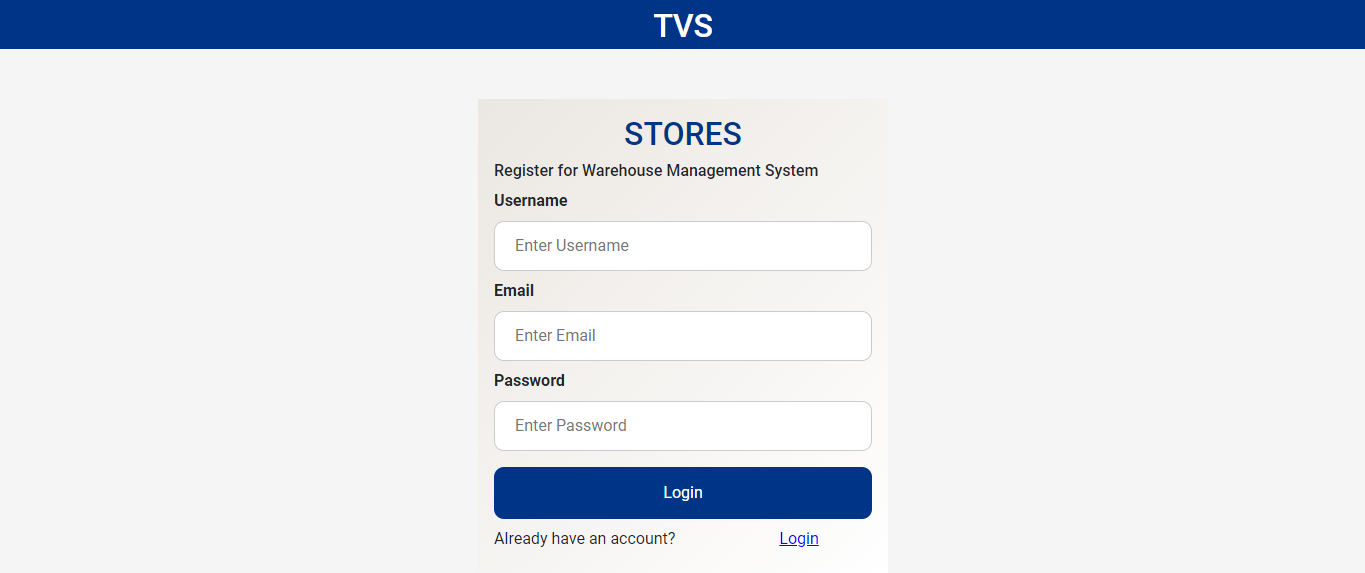 TVS
STORES
Register for Warehouse Management System
Username
Enter Username
Email
Enter Email
Password
Enter Password
Login
Already have an account? Login